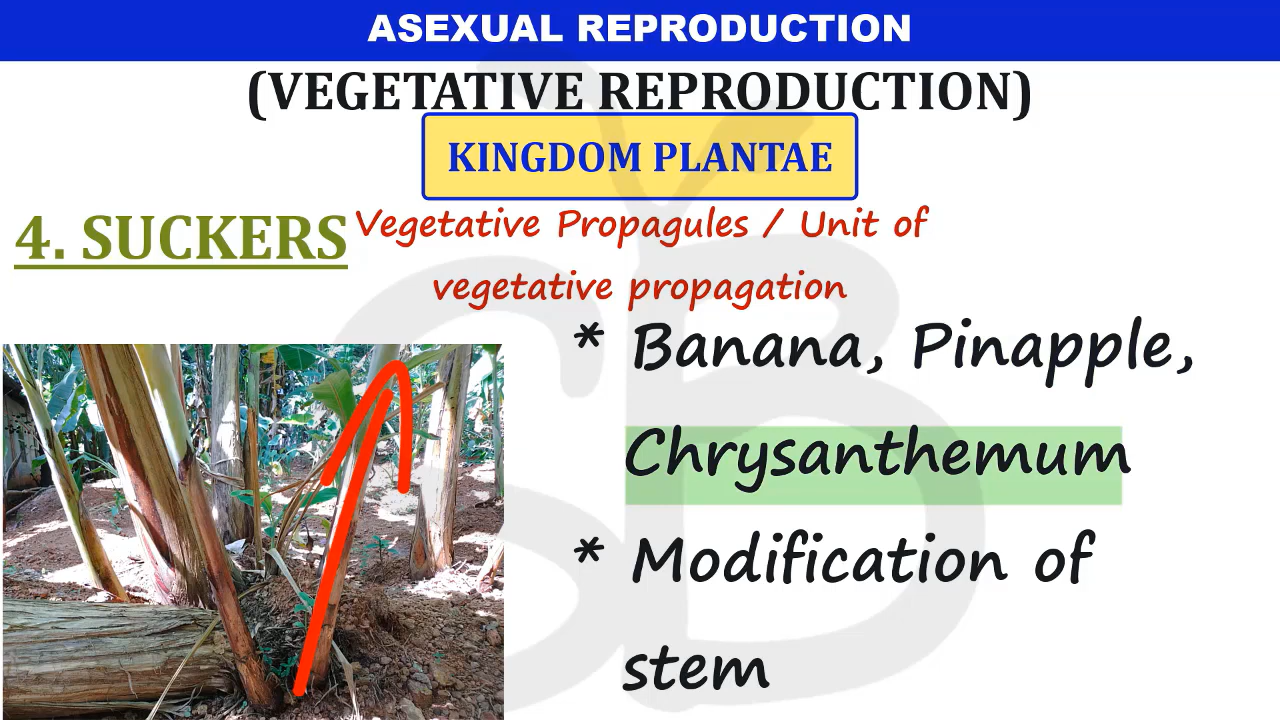 ASEXUAL REPRODUCTION
(VEGETATIVE REPRODUCTION)
KINGDOM PLANTAE
4. SUCKERS
Vegetative Propagules / Unit of
vegetative propagation
* Banana, Pinapple,
Chrysanthemum
* Modification of
stem
SB